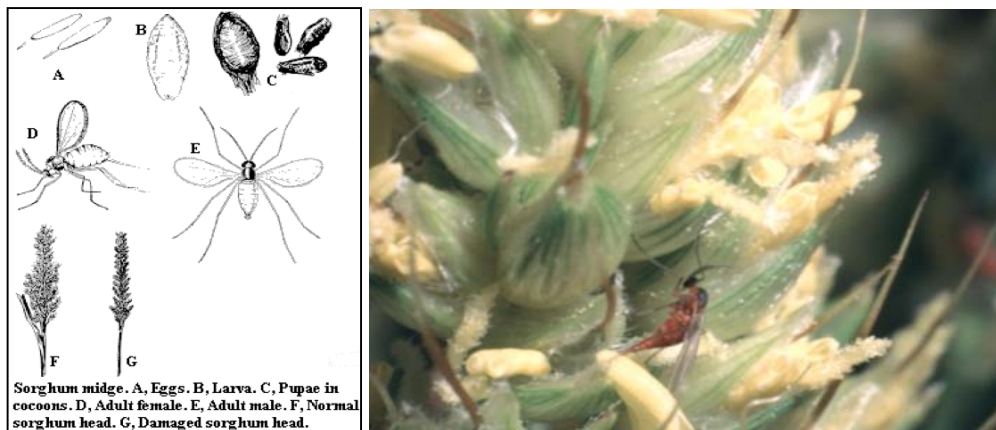 A
B
C
D
E
F
G
Sorghum midge. A, Eggs. B, Larva. C, Pupae in
cocoons. D, Adult female. E, Adult male. F, Normal
sorghum head. G, Damaged sorghum head.